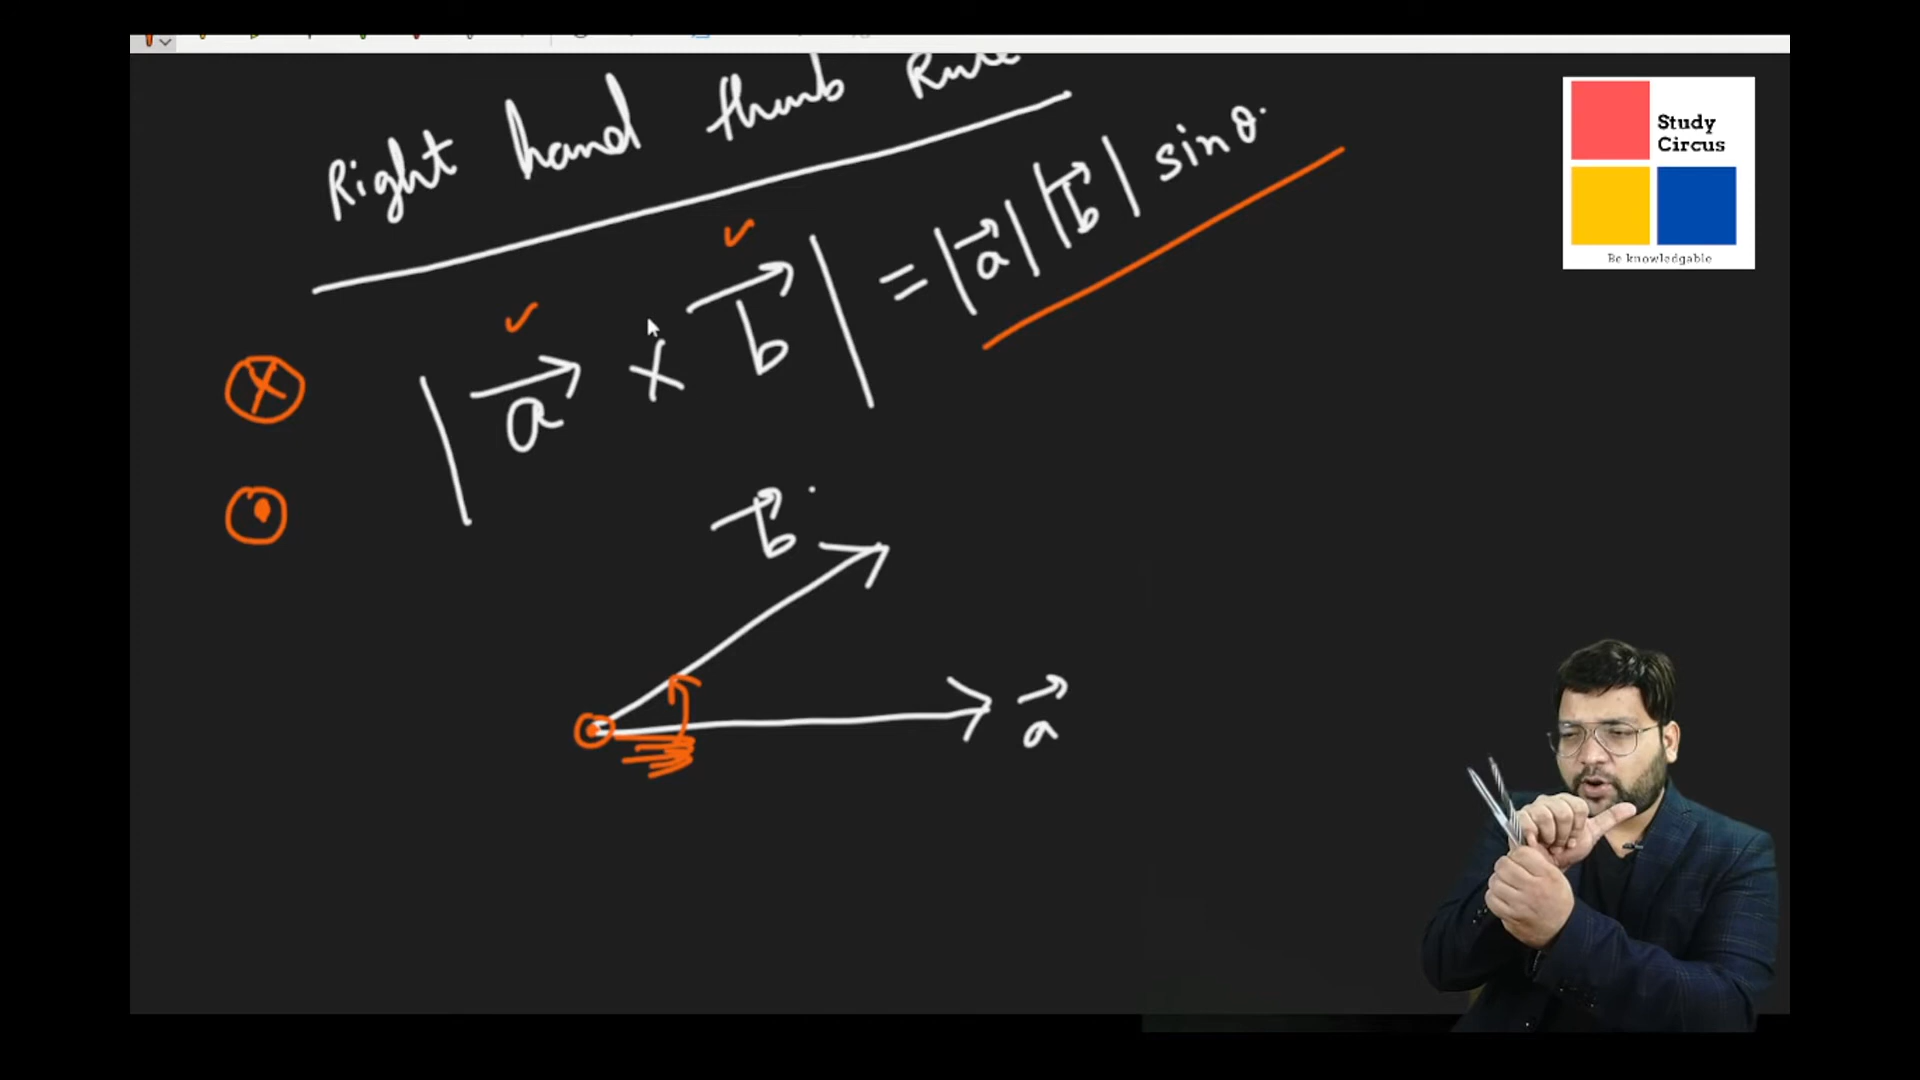 Right hand thumb Rule
|a⃗ × b⃗| = |a⃗||b⃗| sinθ.
b⃗
a⃗
Study
Circus
Be knowledgable